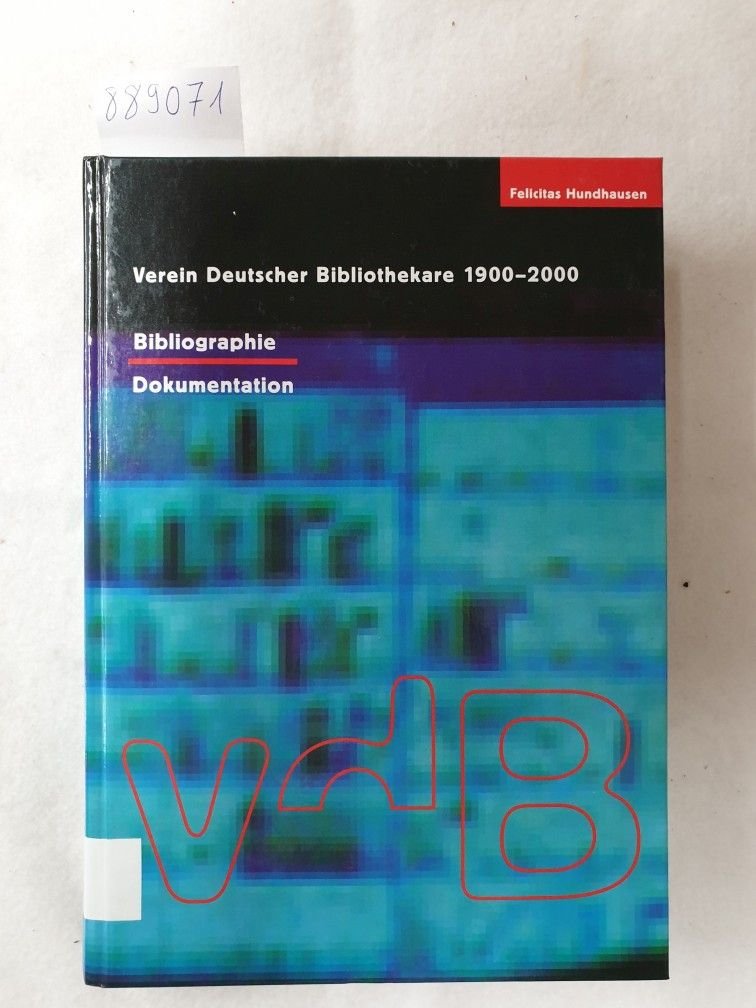 889071
Felicitas Hundhausen
Verein Deutscher Bibliothekare 1900–2000
Bibliographie
Dokumentation
VdB